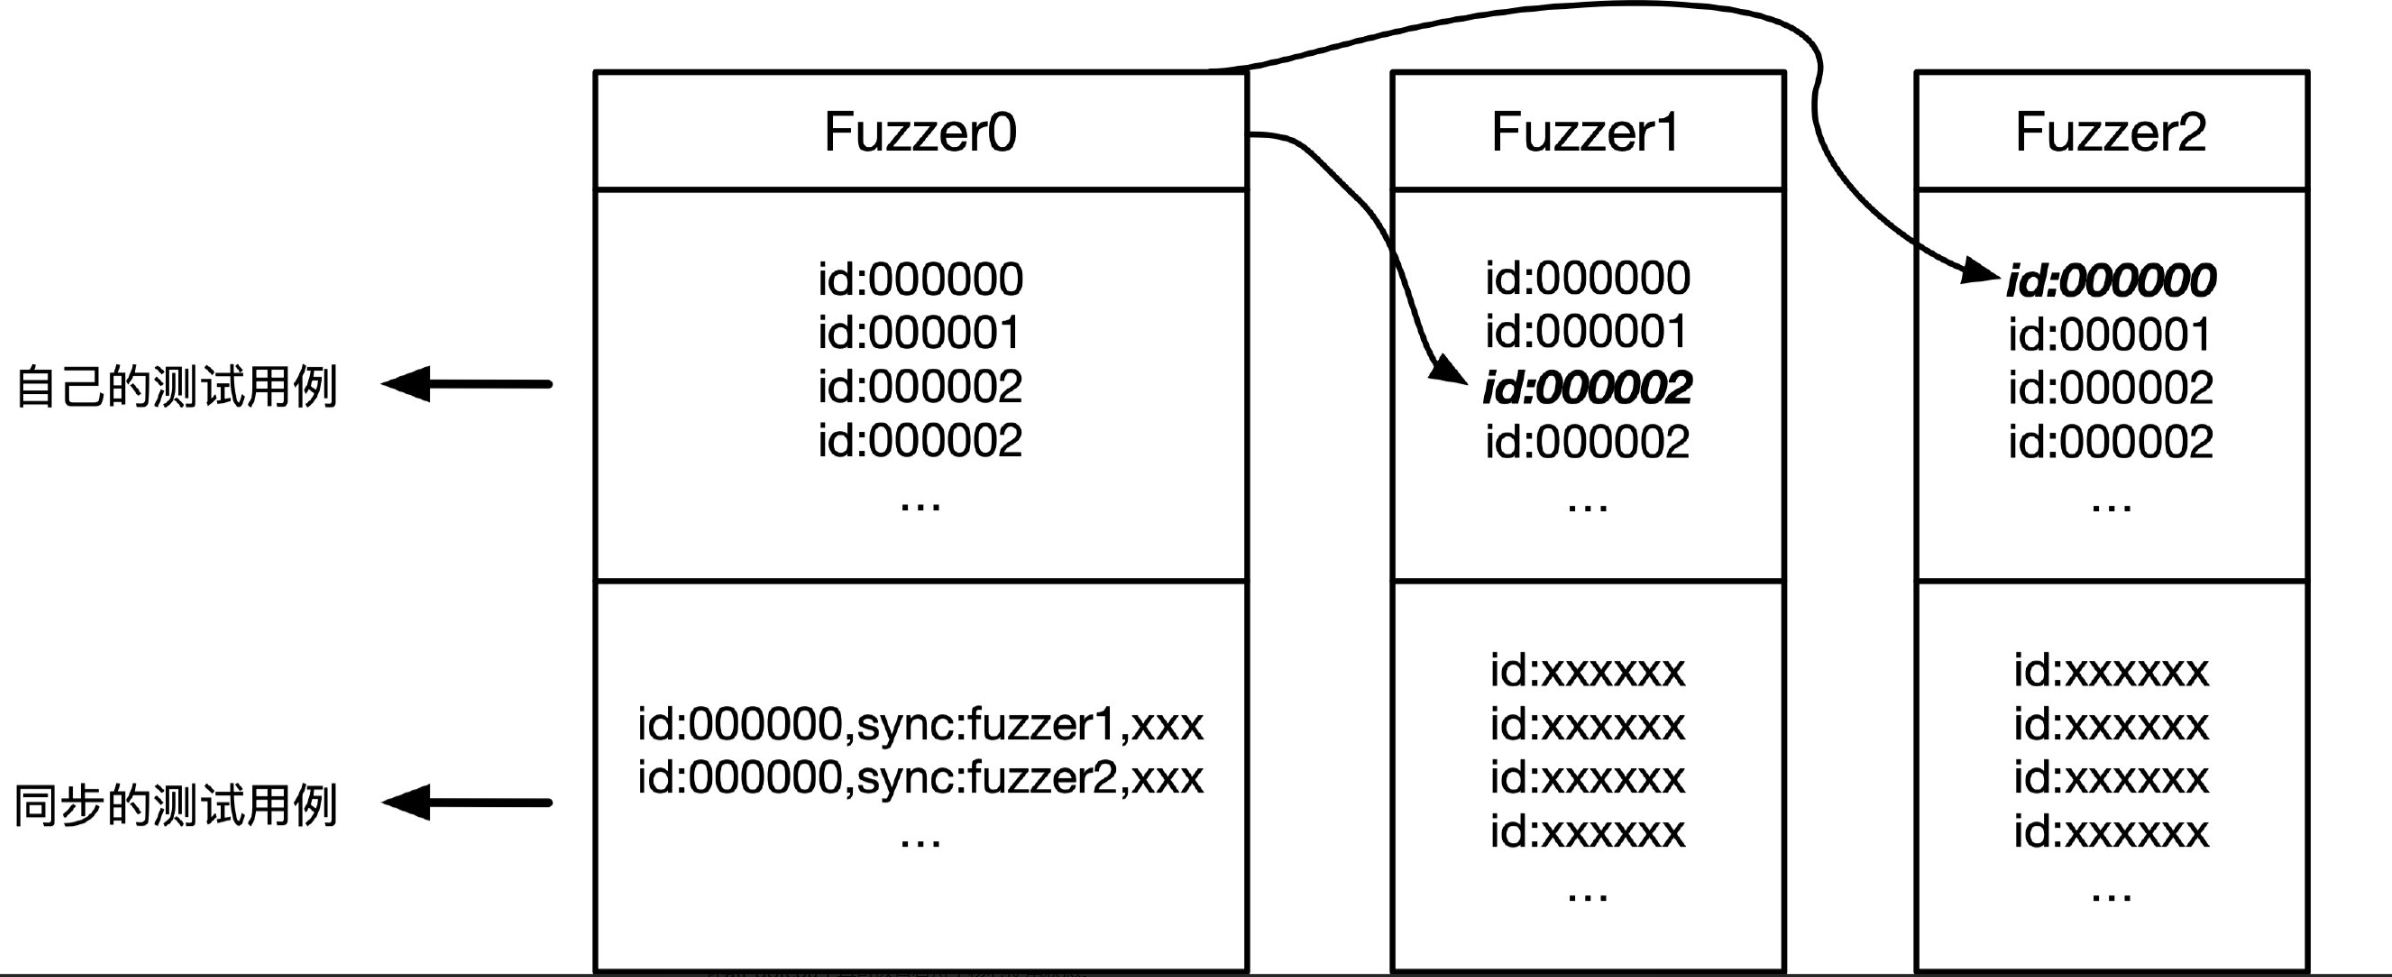 Fuzzer0
id:000000
id:000001
id:000002
id:000002
...
id:000000,sync:fuzzer1,xxx
id:000000,sync:fuzzer2,xxx
...
Fuzzer1
id:000000
id:000001
id:000002
id:000002
...
id:xxxxxx
id:xxxxxx
id:xxxxxx
id:xxxxxx
...
Fuzzer2
id:000000
id:000001
id:000002
id:000002
...
id:xxxxxx
id:xxxxxx
id:xxxxxx
id:xxxxxx
...
自己的测试用例
同步的测试用例